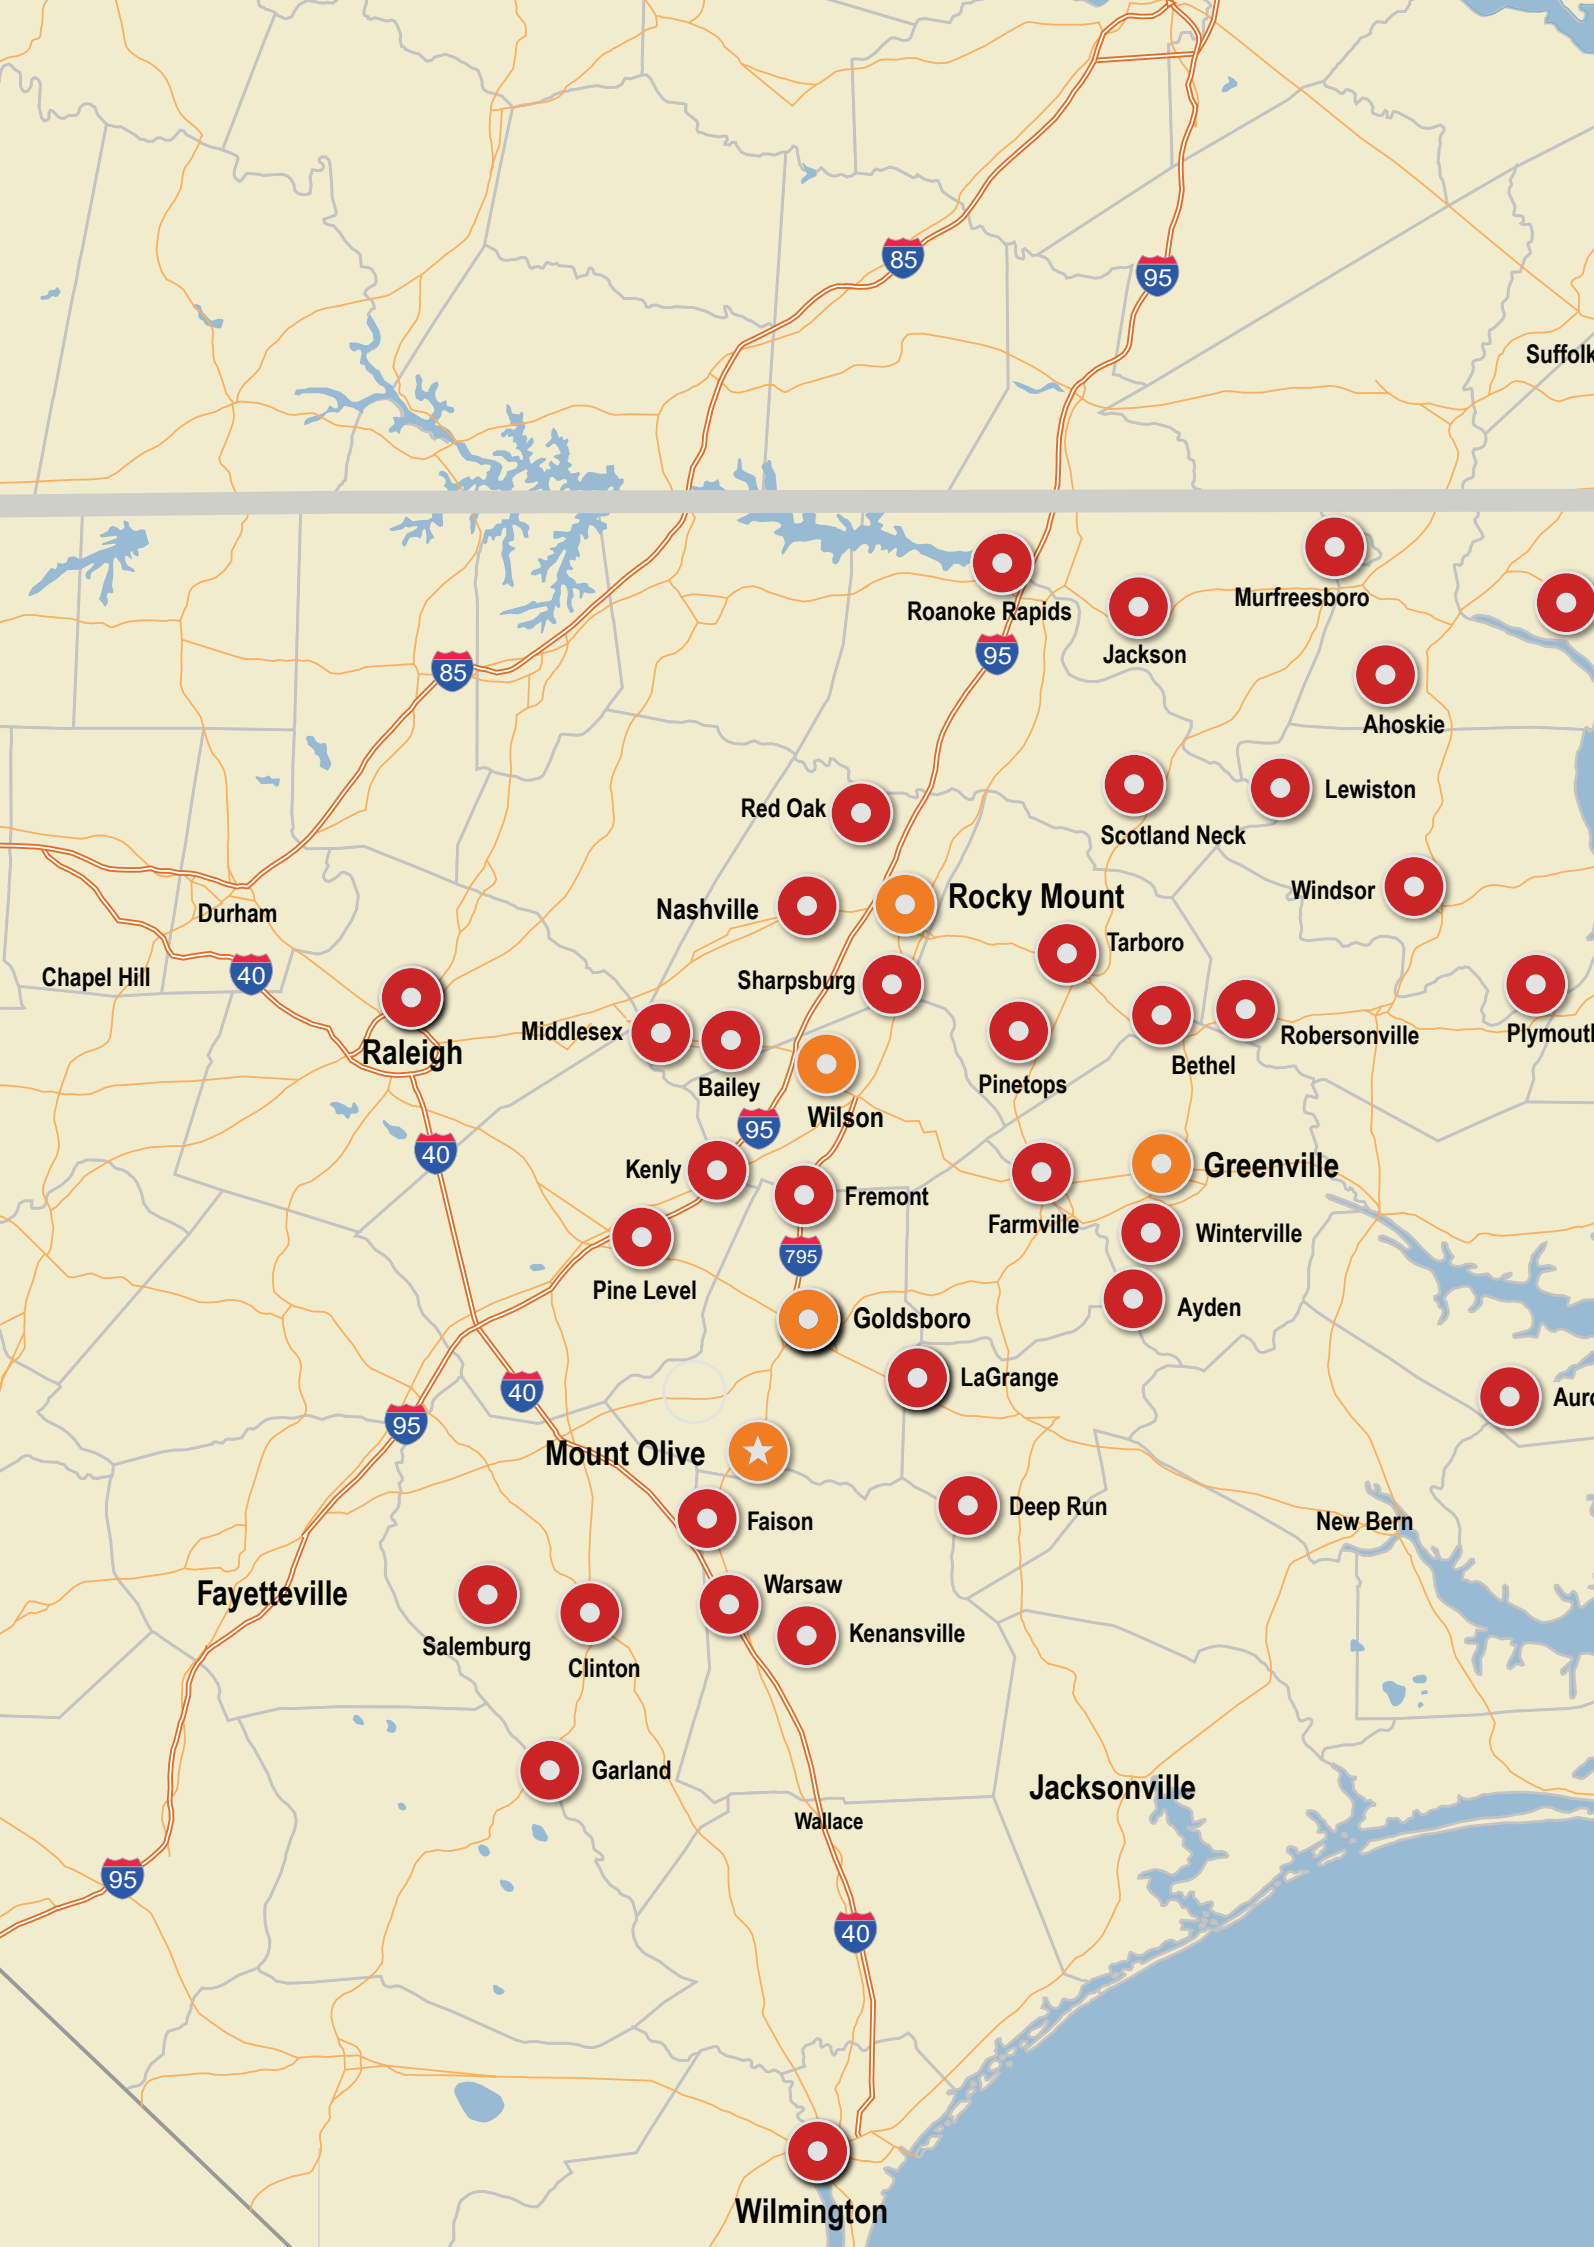 85
95
Suffolk
Roanoke Rapids
Murfreesboro
95
Jackson
85
Ahoskie
Red Oak
Lewiston
Scotland Neck
Nashville
Rocky Mount
Windsor
Durham
Tarboro
Chapel Hill
40
Sharpsburg
Middlesex
Robersonville
Plymouth
Raleigh
Bailey
Pinetops
Bethel
Wilson
95
40
Kenly
Greenville
Fremont
Farmville
Winterville
795
Pine Level
Goldsboro
Ayden
LaGrange
40
Auro
95
Mount Olive
Deep Run
Faison
New Bern
Fayetteville
Warsaw
Salemburg
Kenansville
Clinton
Garland
Jacksonville
Wallace
95
40
Wilmington